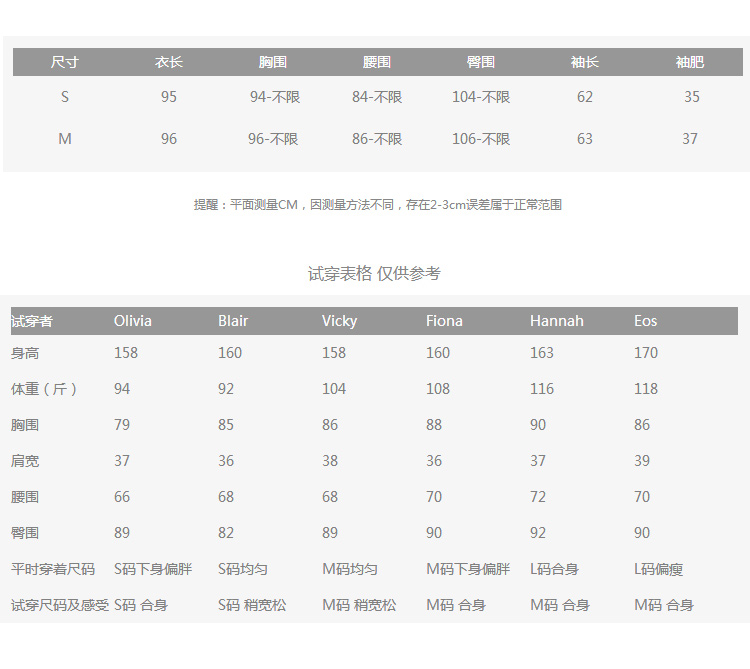 尺寸 衣长 胸围 腰围 臀围 袖长 袖肥
S 95 94-不限 84-不限 104-不限 62 35
M 96 96-不限 86-不限 106-不限 63 37
提醒：平面测量CM，因测量方法不同，存在2-3cm误差属于正常范围
试穿表格 仅供参考
试穿者 Olivia Blair Vicky Fiona Hannah Eos
身高 158 160 158 160 163 170
体重（斤） 94 92 104 108 116 118
胸围 79 85 86 88 90 86
肩宽 37 36 38 36 37 39
腰围 66 68 68 70 72 70
臀围 89 82 89 90 92 90
平时穿着尺码 S码下身偏胖 S码均匀 M码均匀 M码下身偏胖 L码合身 L码偏瘦
试穿尺码及感受 S码 合身 S码 稍宽松 M码 稍宽松 M码 合身 M码 合身 M码 合身